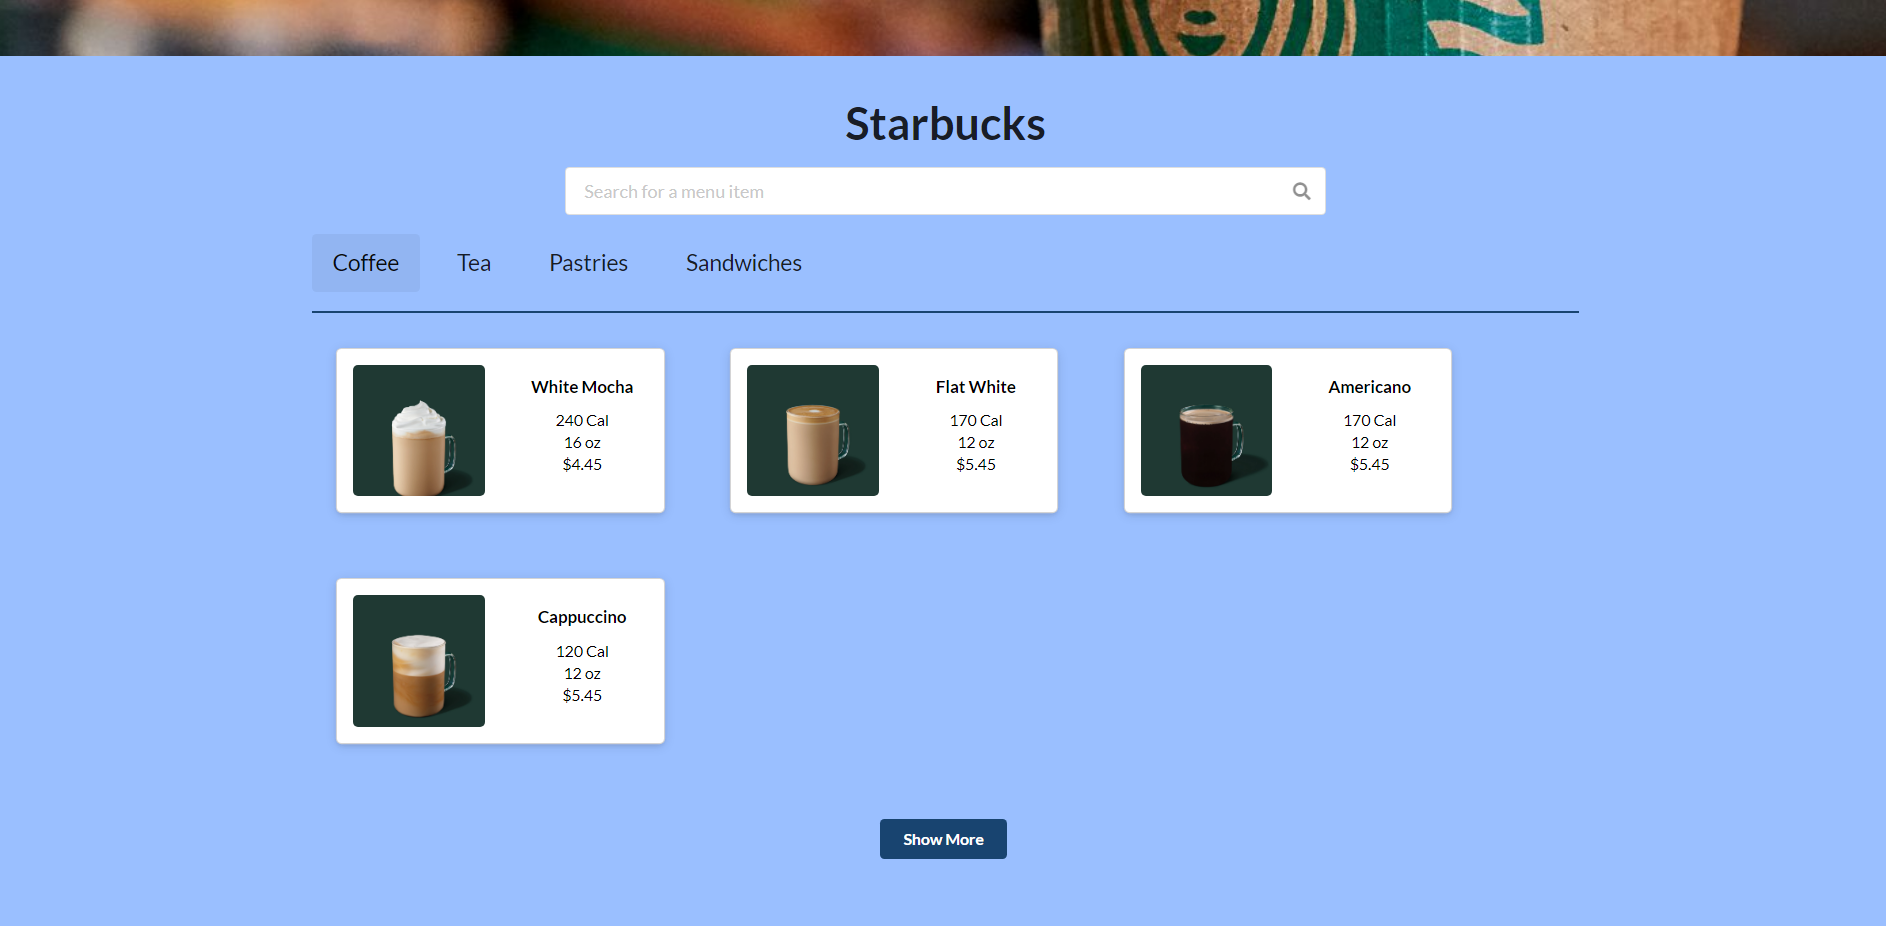 Starbucks
Search for a menu item
Coffee Tea Pastries Sandwiches
White Mocha
240 Cal
16 oz
$4.45
Flat White
170 Cal
12 oz
$5.45
Americano
170 Cal
12 oz
$5.45
Cappuccino
120 Cal
12 oz
$5.45
Show More